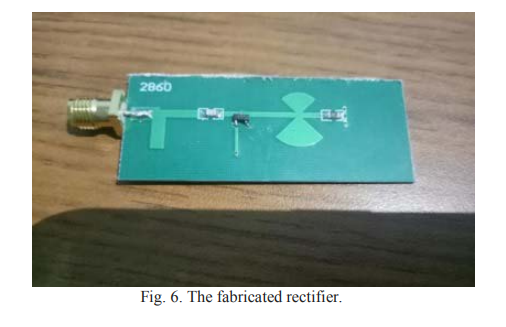 2860
Fig. 6. The fabricated rectifier.